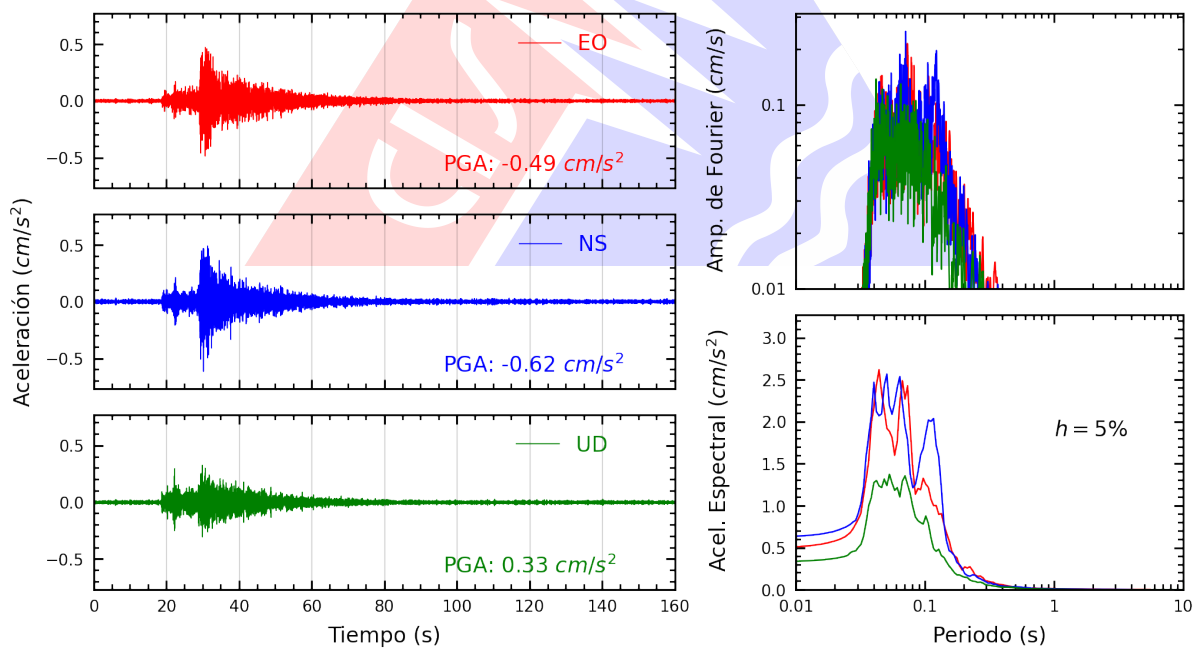 Aceleración (cm/s²)
0.5
0.0
−0.5
EO
PGA: -0.49 cm/s²
0.5
0.0
−0.5
NS
PGA: -0.62 cm/s²
0.5
0.0
−0.5
UD
PGA: 0.33 cm/s²
0 20 40 60 80 100 120 140 160
Tiempo (s)
Amp. de Fourier (cm/s)
0.1
0.01
Acel. Espectral (cm/s²)
3.0
2.5
2.0
1.5
1.0
0.5
0.0
h = 5%
0.01 0.1 1 10
Periodo (s)
CIS